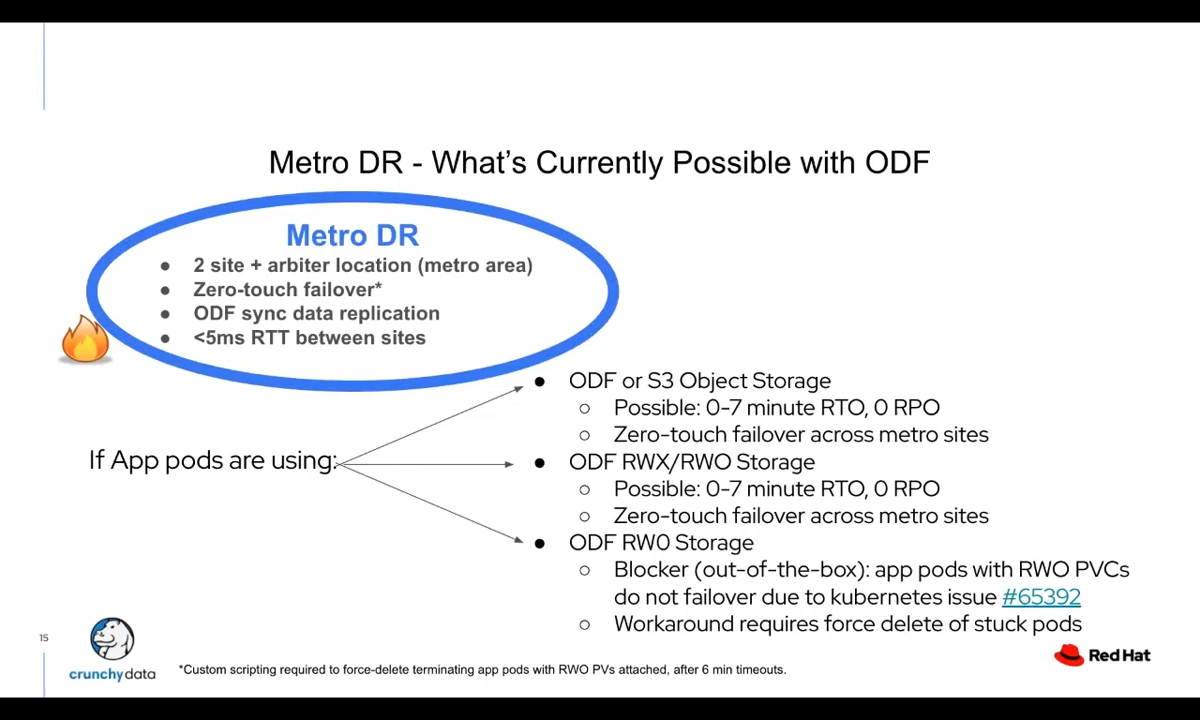 Metro DR - What's Currently Possible with ODF
Metro DR
● 2 site + arbiter location (metro area)
● Zero-touch failover*
● ODF sync data replication
● <5ms RTT between sites
If App pods are using:
● ODF or S3 Object Storage
○ Possible: 0-7 minute RTO, 0 RPO
○ Zero-touch failover across metro sites
● ODF RWX/RWO Storage
○ Possible: 0-7 minute RTO, 0 RPO
○ Zero-touch failover across metro sites
● ODF RW0 Storage
○ Blocker (out-of-the-box): app pods with RWO PVCs
do not failover due to kubernetes issue #65392
○ Workaround requires force delete of stuck pods
15
crunchydata
*Custom scripting required to force-delete terminating app pods with RWO PVs attached, after 6 min timeouts.
Red Hat